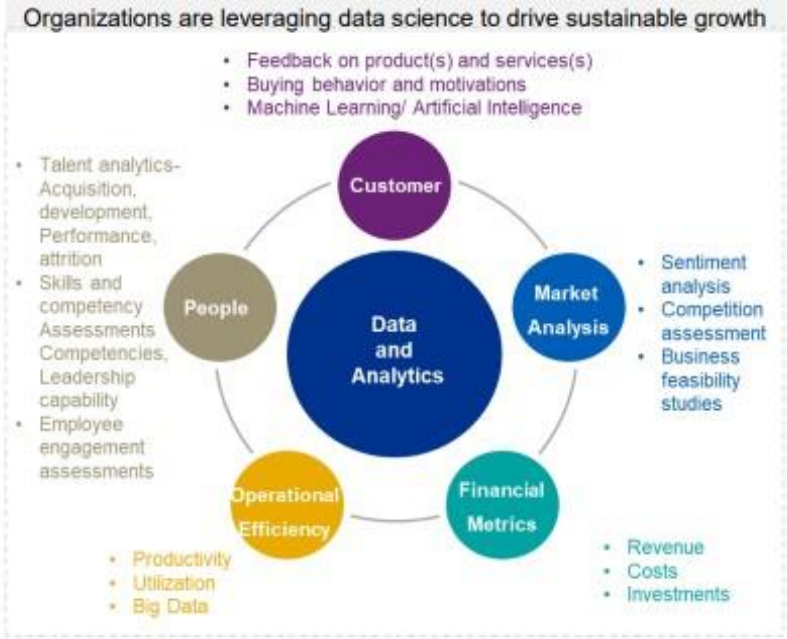 Organizations are leveraging data science to drive sustainable growth
• Feedback on product(s) and services(s)
• Buying behavior and motivations
• Machine Learning/ Artificial Intelligence
Customer
• Talent analytics-
Acquisition,
development,
Performance,
attrition
• Skills and
competency
Assessments
Competencies,
Leadership
capability
• Employee
engagement
assessments
People
Data
and
Analytics
Market
Analysis
• Sentiment
analysis
• Competition
assessment
• Business
feasibility
studies
Operational
Efficiency
• Productivity
• Utilization
• Big Data
Financial
Metrics
• Revenue
• Costs
• Investments